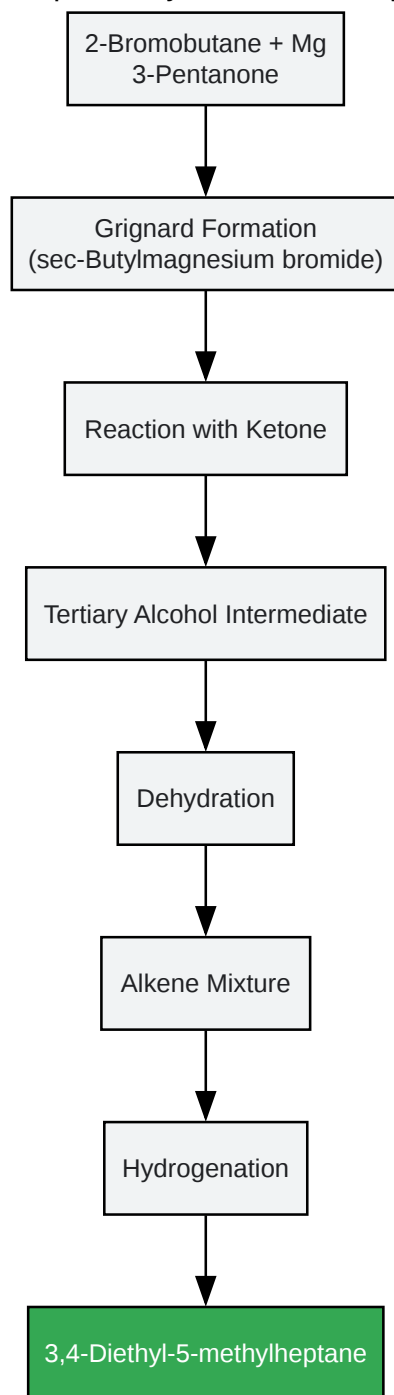 2-Bromobutane + Mg
3-Pentanone
Grignard Formation
(sec-Butylmagnesium bromide)
Reaction with Ketone
Tertiary Alcohol Intermediate
Dehydration
Alkene Mixture
Hydrogenation
3,4-Diethyl-5-methylheptane